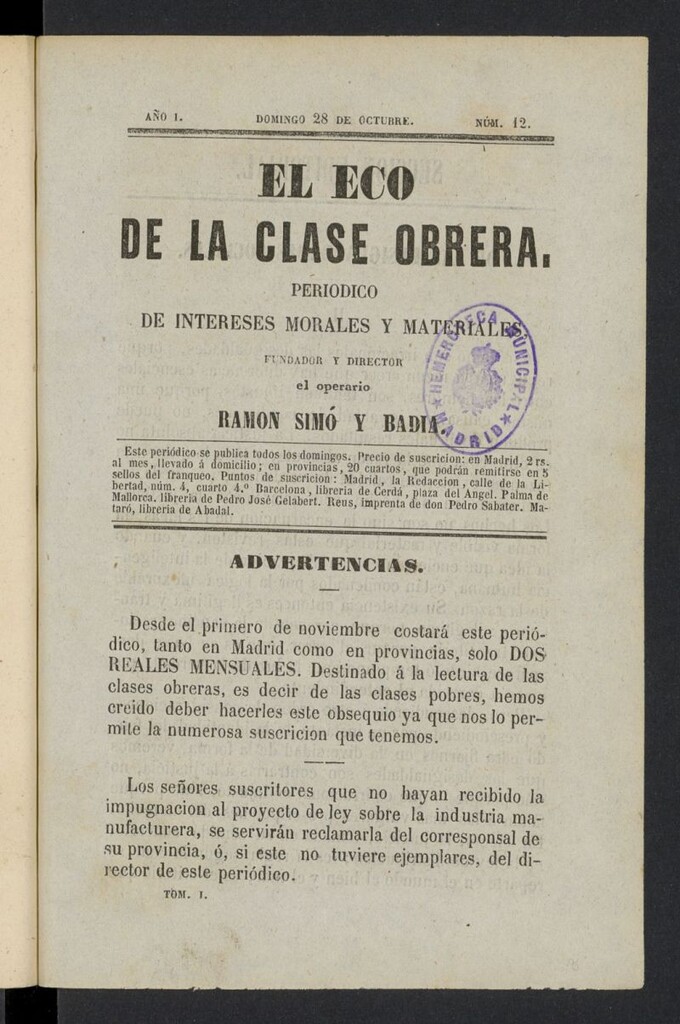 AÑO I. DOMINGO 28 DE OCTUBRE. NÚM. 12.
EL ECO
DE LA CLASE OBRERA.
PERIODICO
DE INTERESES MORALES Y MATERIALES,
FUNDADOR Y DIRECTOR
el operario
RAMON SIMÓ Y BADIA.
HEMEROTECA MUNICIPAL
MADRID
Este periódico se publica todos los domingos. Precio de suscricion: en Madrid, 2 rs.
al mes, llevado á domicilio; en provincias, 20 cuartos, que podrán remitirse en 5
sellos del franqueo. Puntos de suscricion: Madrid, la Redaccion, calle de la Li-
bertad, núm. 4, cuarto 4.º Barcelona, libreria de Cerdá, plaza del Angel. Palma de
Mallorca. libreria de Pedro José Gelabert. Reus, imprenta de don Pedro Sabater. Ma-
taró, libreria de Abadal.
ADVERTENCIAS.
Desde el primero de noviembre costará este perió-
dico, tanto en Madrid como en provincias, solo DOS
REALES MENSUALES. Destinado á la lectura de las
clases obreras, es decir de las clases pobres, hemos
creido deber hacerles este obsequio ya que nos lo per-
mite la numerosa suscricion que tenemos.
Los señores suscritores que no hayan recibido la
impugnacion al proyecto de ley sobre la industria ma-
nufacturera, se servirán reclamarla del corresponsal de
su provincia, ó, si este no tuviere ejemplares, del di-
rector de este periódico.
TOM. I.